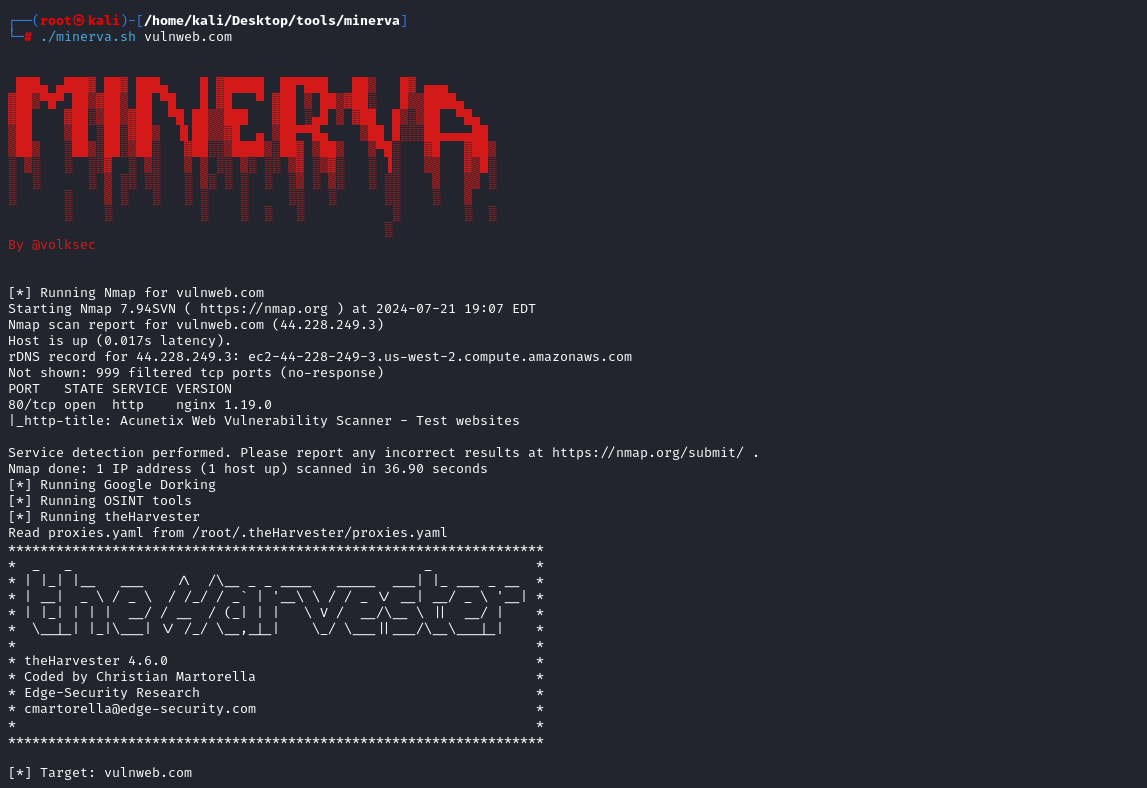 ┌──(root㉿kali)-[/home/kali/Desktop/tools/minerva]
└─# ./minerva.sh vulnweb.com
MINERVA
By @volksec
[*] Running Nmap for vulnweb.com
Starting Nmap 7.94SVN ( https://nmap.org ) at 2024-07-21 19:07 EDT
Nmap scan report for vulnweb.com (44.228.249.3)
Host is up (0.017s latency).
rDNS record for 44.228.249.3: ec2-44-228-249-3.us-west-2.compute.amazonaws.com
Not shown: 999 filtered tcp ports (no-response)
PORT   STATE SERVICE VERSION
80/tcp open  http    nginx 1.19.0
|_http-title: Acunetix Web Vulnerability Scanner - Test websites
Service detection performed. Please report any incorrect results at https://nmap.org/submit/ .
Nmap done: 1 IP address (1 host up) scanned in 36.90 seconds
[*] Running Google Dorking
[*] Running OSINT tools
[*] Running theHarvester
Read proxies.yaml from /root/.theHarvester/proxies.yaml
*******************************************************************
theHarvester
* theHarvester 4.6.0                                              *
* Coded by Christian Martorella                                   *
* Edge-Security Research                                          *
* cmartorella@edge-security.com                                   *
*                                                                 *
*******************************************************************
[*] Target: vulnweb.com